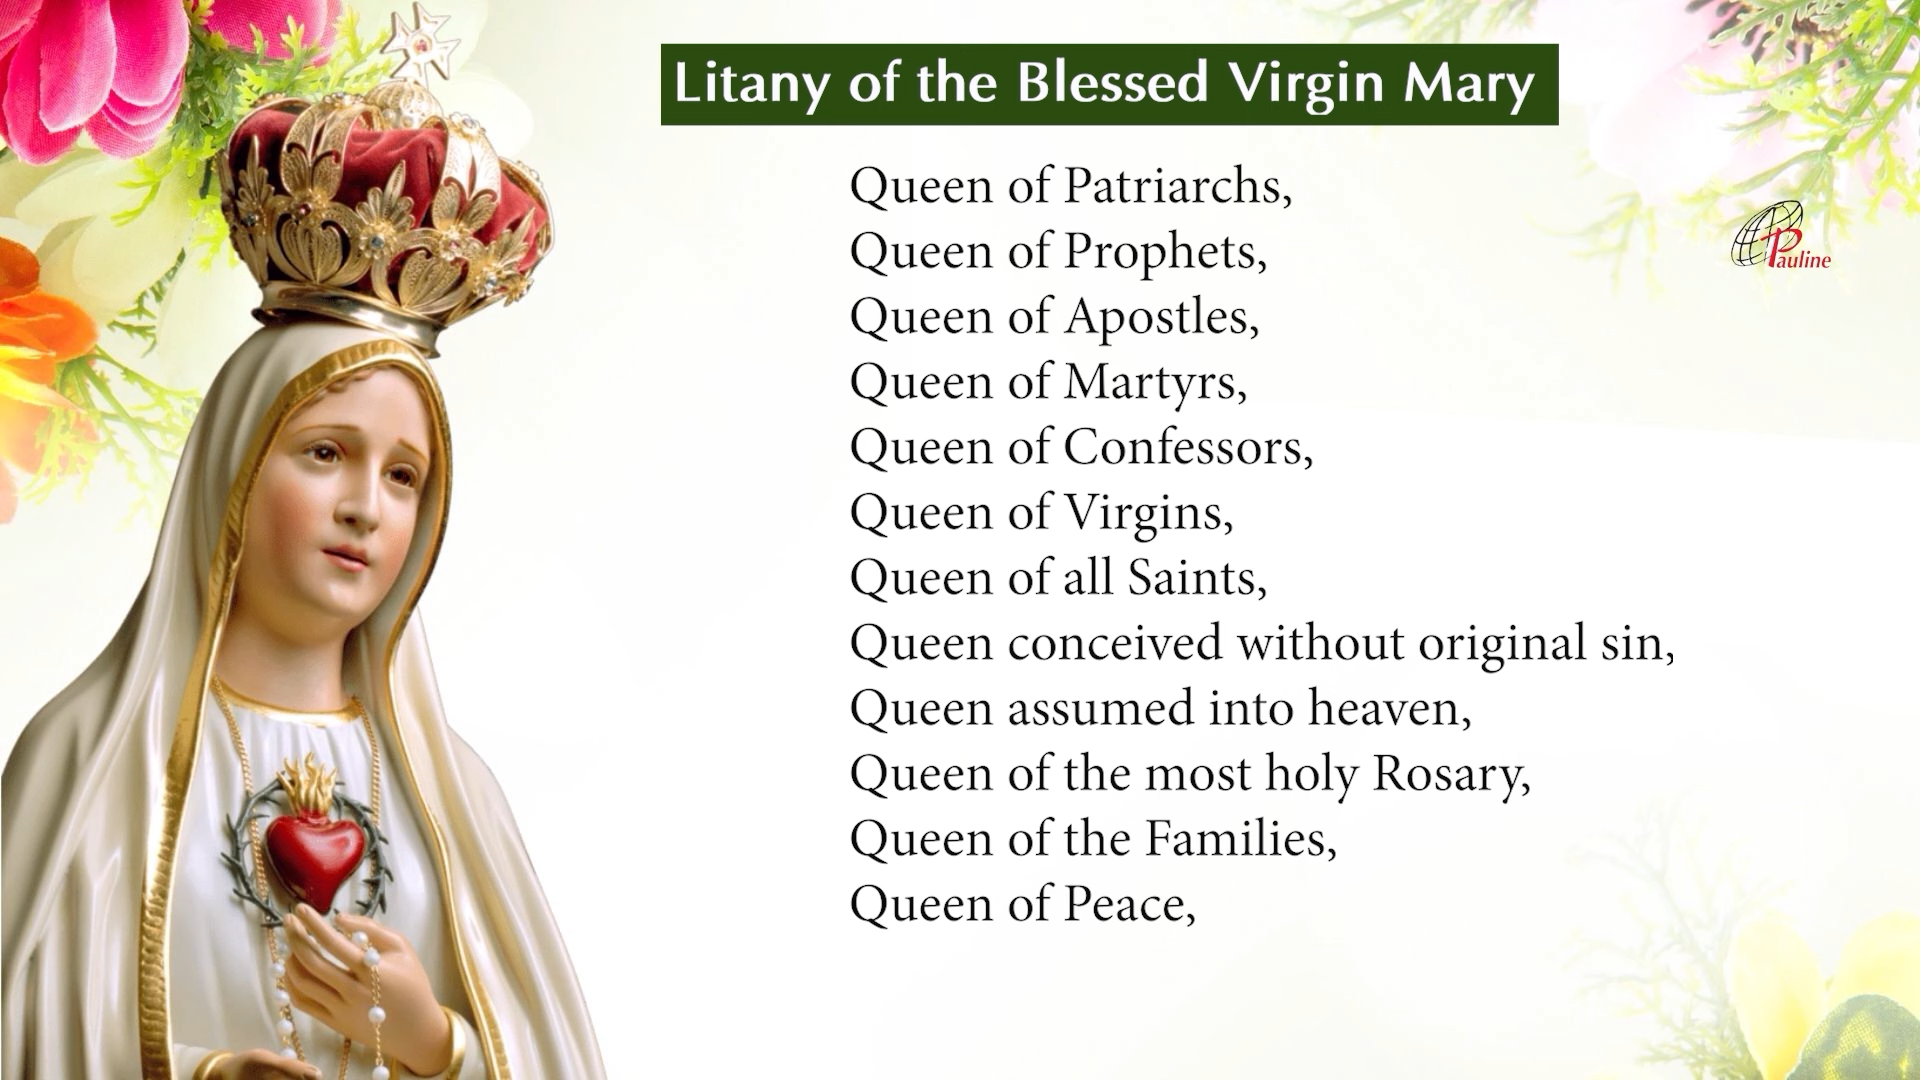 Litany of the Blessed Virgin Mary
Queen of Patriarchs,
Queen of Prophets,
Queen of Apostles,
Queen of Martyrs,
Queen of Confessors,
Queen of Virgins,
Queen of all Saints,
Queen conceived without original sin,
Queen assumed into heaven,
Queen of the most holy Rosary,
Queen of the Families,
Queen of Peace,
Pauline